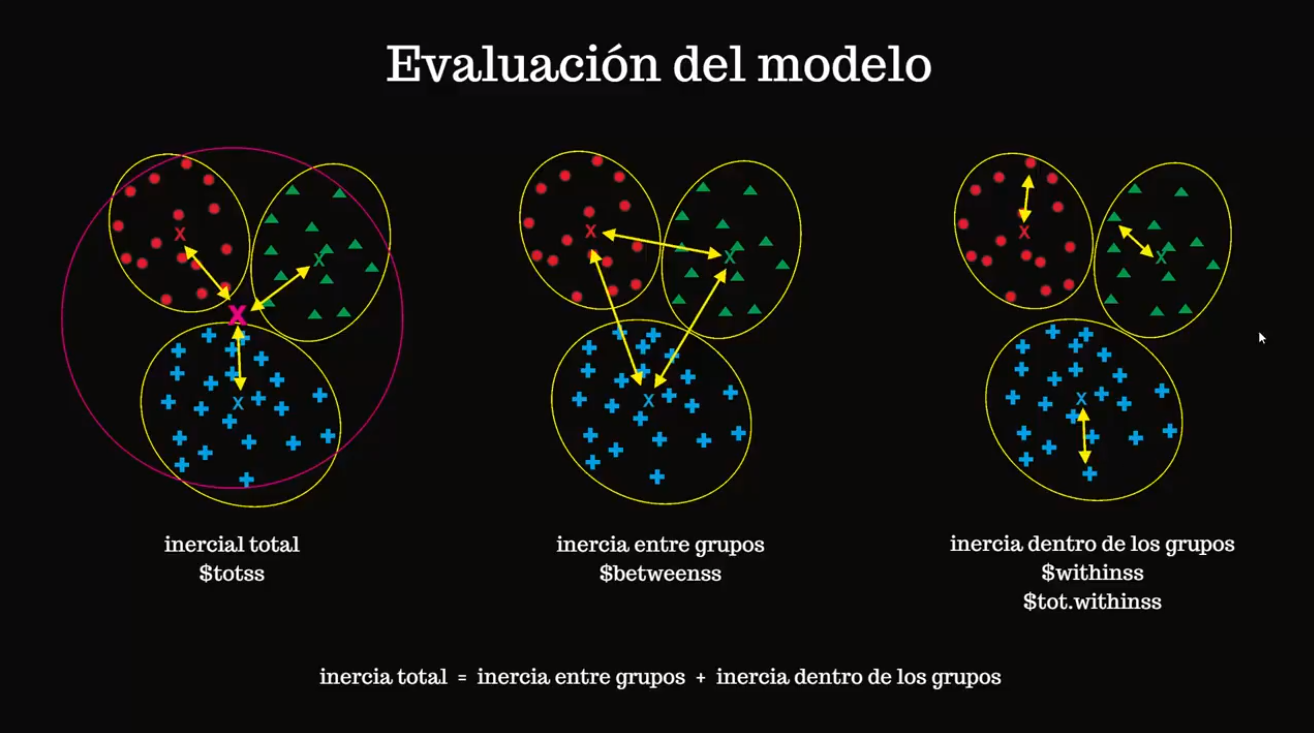 Evaluación del modelo
inercial total
$totss
inercia entre grupos
$betweenss
inercia dentro de los grupos
$withinss
$tot.withinss
inercia total = inercia entre grupos + inercia dentro de los grupos